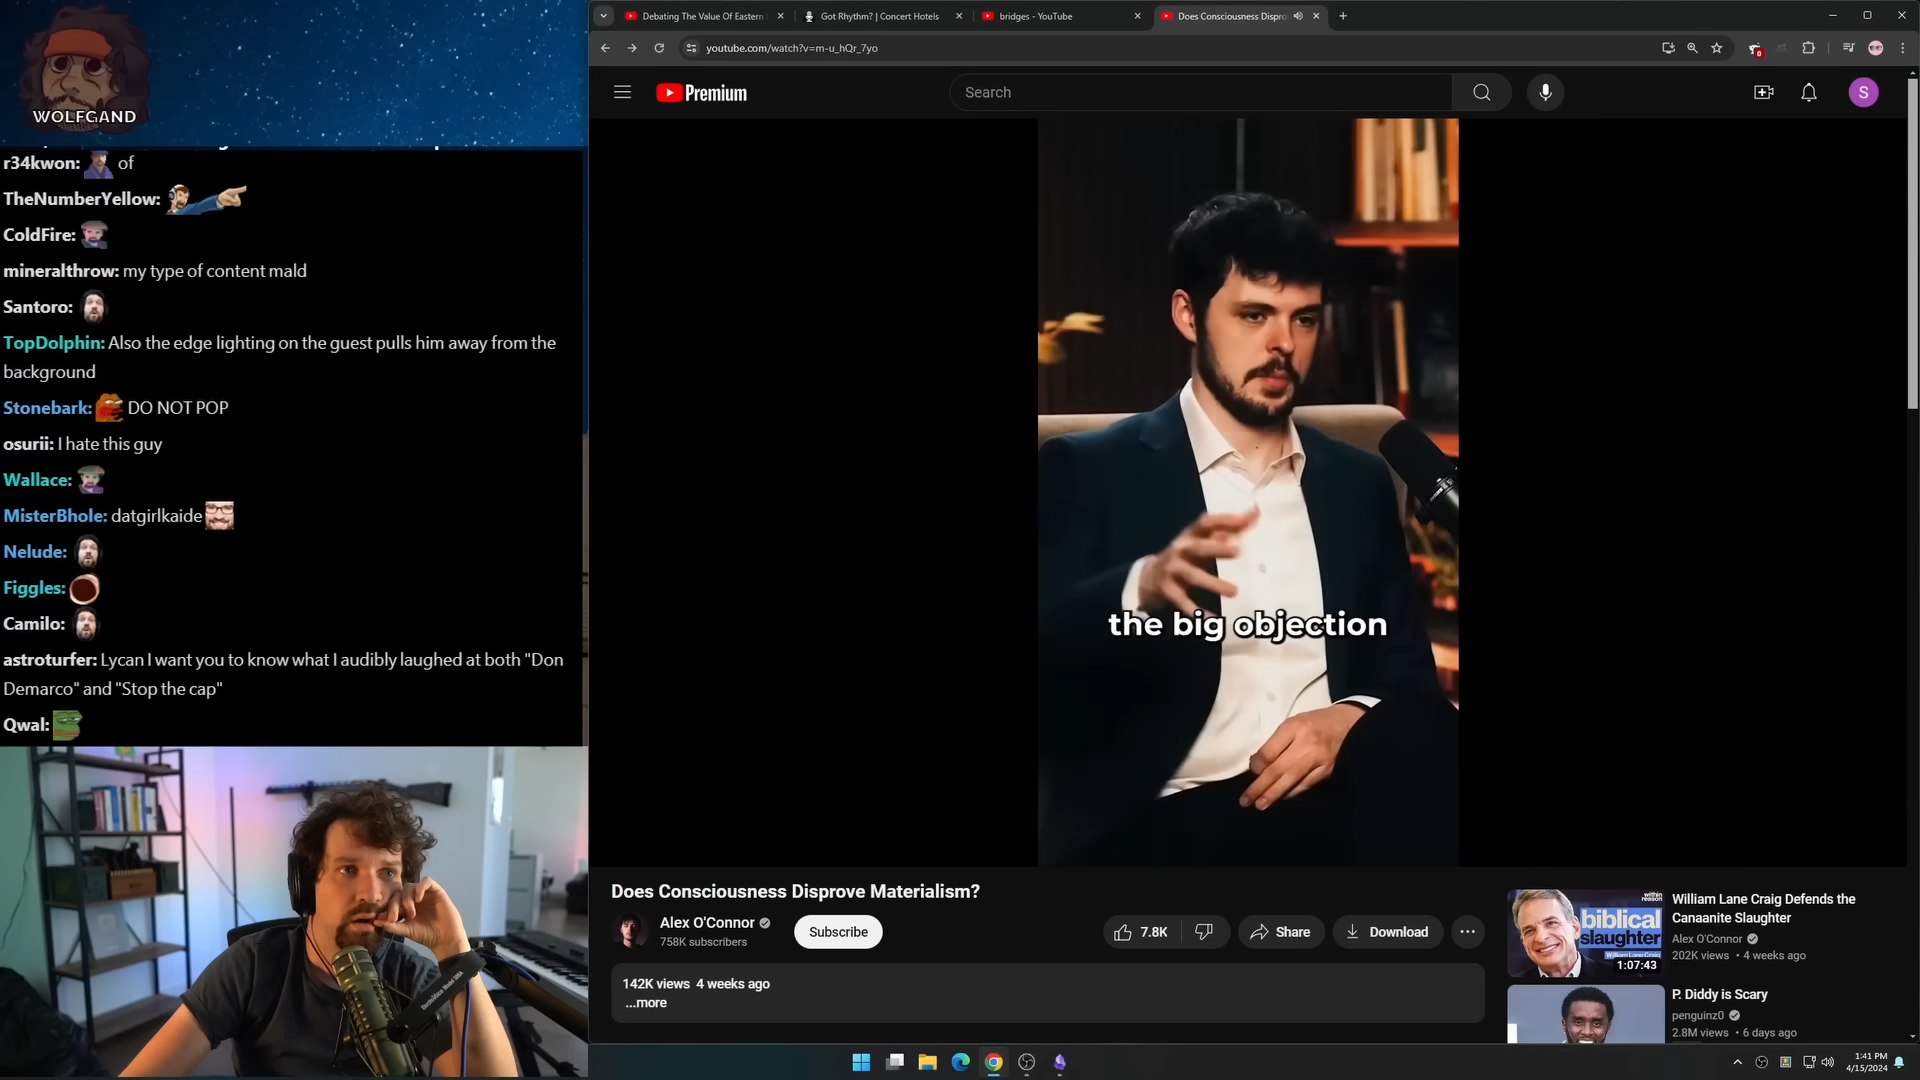 WOLFGAND
r34kwon: of
TheNumberYellow:
ColdFire:
mineralthrow: my type of content mald
Santoro:
TopDolphin: Also the edge lighting on the guest pulls him away from the
background
Stonebark: DO NOT POP
osurii: I hate this guy
Wallace:
MisterBhole: datgirlkaide
Nelude:
Figgles:
Camilo:
astroturfer: Lycan I want you to know what I audibly laughed at both "Don
Demarco" and "Stop the cap"
Qwal:
Debating The Value Of Eastern
Got Rhythm? | Concert Hotels
bridges - YouTube
Does Consciousness Dispro
youtube.com/watch?v=m-u_hQr_7yo
Premium
Search
S
the big objection
Does Consciousness Disprove Materialism?
Alex O'Connor
758K subscribers
Subscribe
7.8K
Share
Download
142K views 4 weeks ago
...more
within
reason
biblical
slaughter
William Lane Craig
1:07:43
William Lane Craig Defends the
Canaanite Slaughter
Alex O'Connor
202K views • 4 weeks ago
P. Diddy is Scary
penguinz0
2.8M views • 6 days ago
1:41 PM
4/15/2024